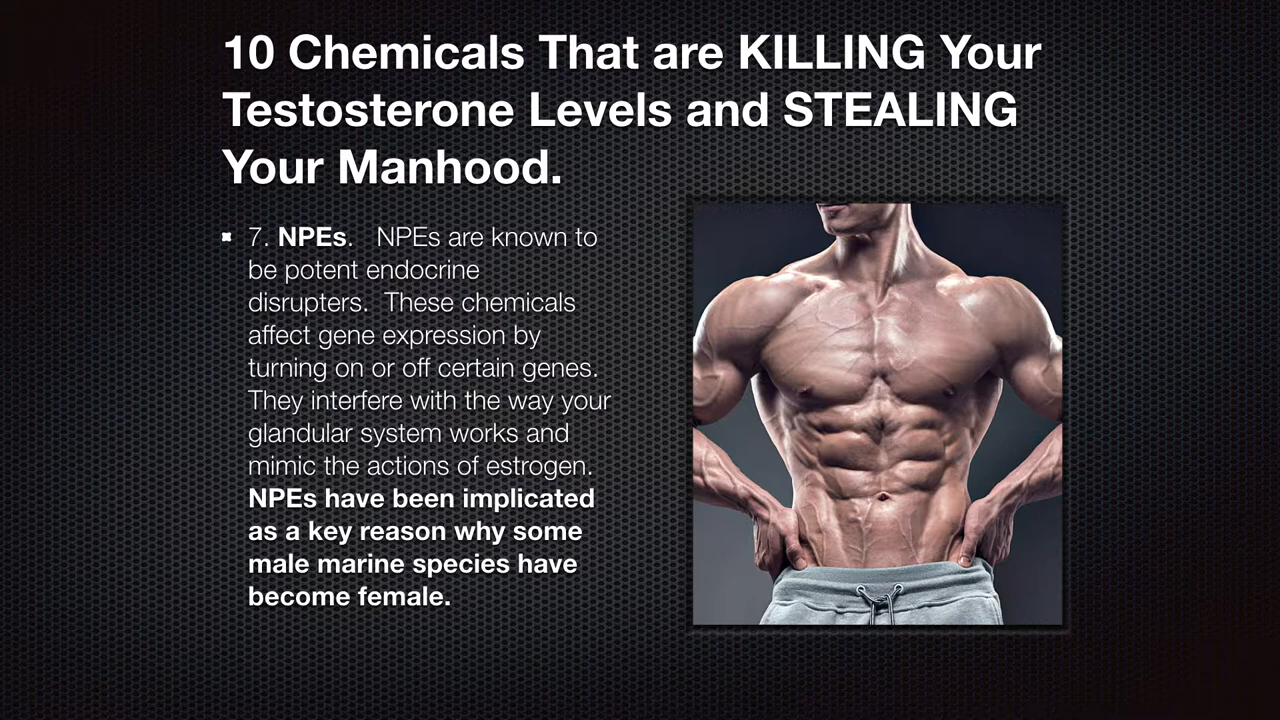 10 Chemicals That are KILLING Your
Testosterone Levels and STEALING
Your Manhood.
7. NPEs.   NPEs are known to
be potent endocrine
disrupters.  These chemicals
affect gene expression by
turning on or off certain genes.
They interfere with the way your
glandular system works and
mimic the actions of estrogen.
NPEs have been implicated
as a key reason why some
male marine species have
become female.